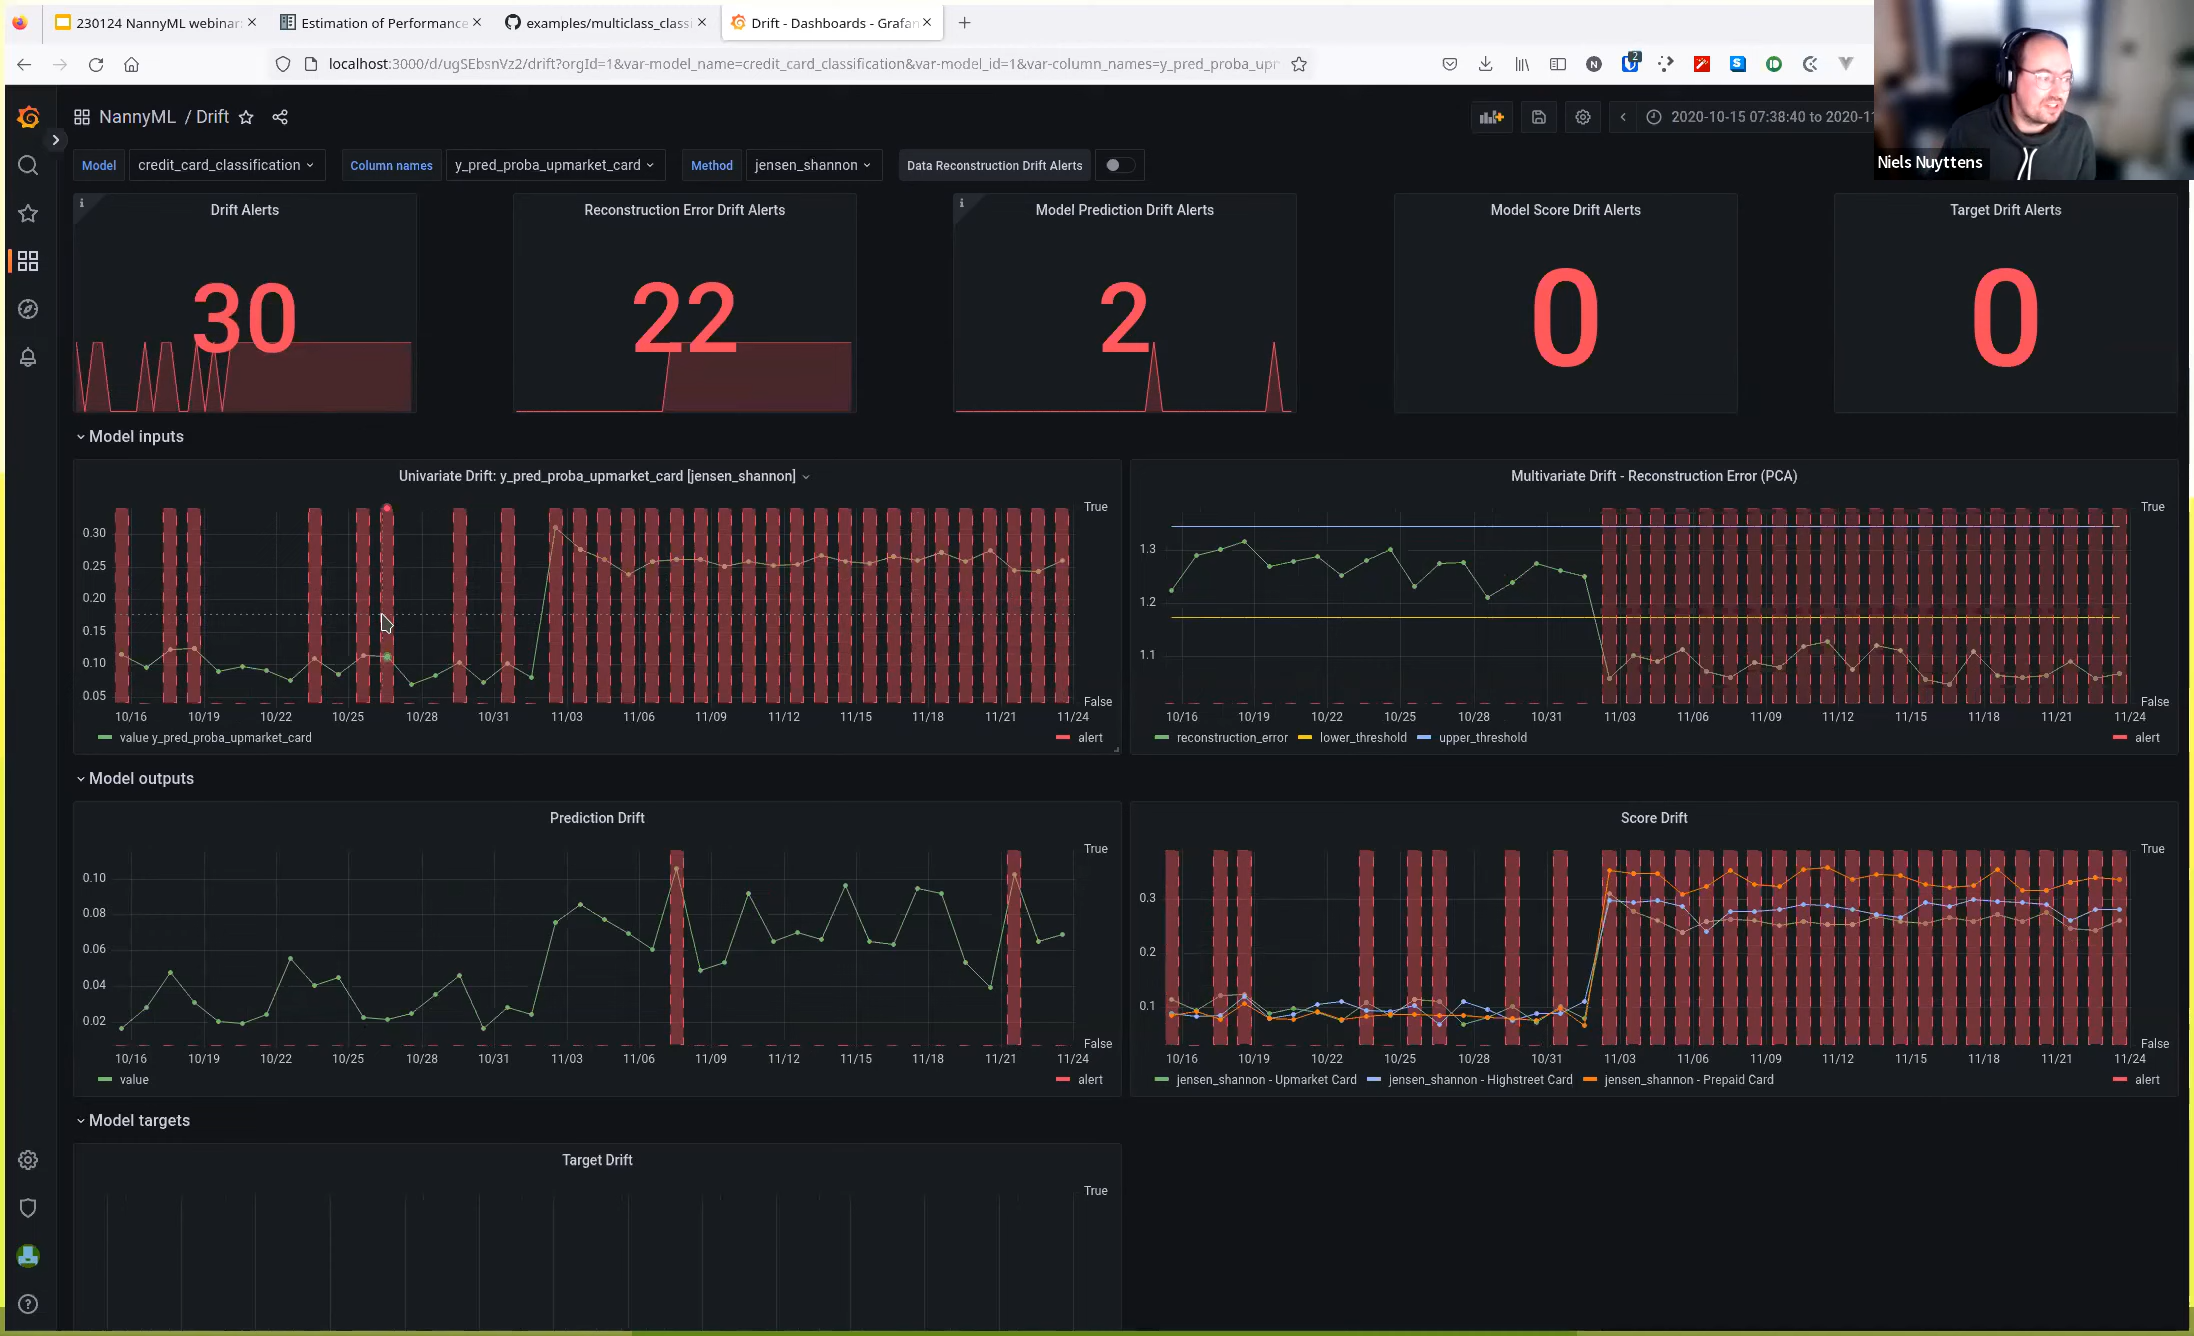 230124 NannyML webinar
Estimation of Performance
examples/multiclass_classi
Drift - Dashboards - Grafan
localhost:3000/d/ugSEbsnVz2/drift?orgId=1&var-model_name=credit_card_classification&var-model_id=1&var-column_names=y_pred_proba_upm
2
Niels Nuyttens
NannyML / Drift
2020-10-15 07:38:40 to 2020-11
Model credit_card_classification Column names y_pred_proba_upmarket_card Method jensen_shannon Data Reconstruction Drift Alerts
Drift Alerts
30
Reconstruction Error Drift Alerts
22
Model Prediction Drift Alerts
2
Model Score Drift Alerts
0
Target Drift Alerts
0
Model inputs
Univariate Drift: y_pred_proba_upmarket_card [jensen_shannon]
True
0.30
0.25
0.20
0.15
0.10
0.05
False
10/16 10/19 10/22 10/25 10/28 10/31 11/03 11/06 11/09 11/12 11/15 11/18 11/21 11/24
value y_pred_proba_upmarket_card alert
Multivariate Drift - Reconstruction Error (PCA)
True
1.3
1.2
1.1
False
10/16 10/19 10/22 10/25 10/28 10/31 11/03 11/06 11/09 11/12 11/15 11/18 11/21 11/24
reconstruction_error lower_threshold upper_threshold alert
Model outputs
Prediction Drift
True
0.10
0.08
0.06
0.04
0.02
False
10/16 10/19 10/22 10/25 10/28 10/31 11/03 11/06 11/09 11/12 11/15 11/18 11/21 11/24
value alert
Score Drift
True
0.3
0.2
0.1
False
10/16 10/19 10/22 10/25 10/28 10/31 11/03 11/06 11/09 11/12 11/15 11/18 11/21 11/24
jensen_shannon - Upmarket Card jensen_shannon - Highstreet Card jensen_shannon - Prepaid Card alert
Model targets
Target Drift
True